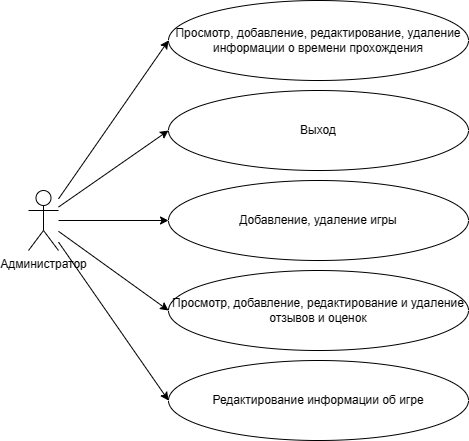 Просмотр, добавление, редактирование, удаление
информации о времени прохождения
Выход
Добавление, удаление игры
Администратор
Просмотр, добавление, редактирование и удаление
отзывов и оценок
Редактирование информации об игре